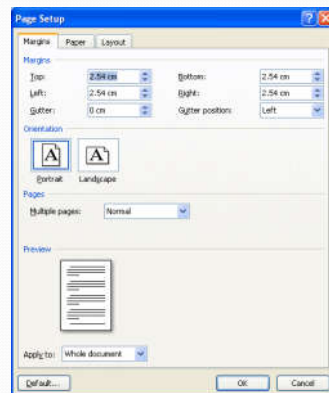 Page Setup
Margins Paper Layout
Margins
Top: 2.54 cm Bottom: 2.54 cm
Left: 2.54 cm Right: 2.54 cm
Gutter: 0 cm Gutter position: Left
Orientation
A A
Portrait Landscape
Pages
Multiple pages: Normal
Preview
Apply to: Whole document
Default... OK Cancel